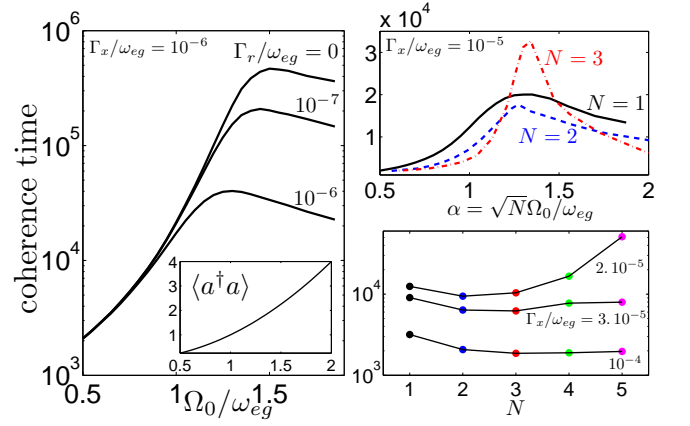 coherence time
10^6
10^5
10^4
10^3
Γ_x/ω_eg = 10^-6
Γ_r/ω_eg = 0
10^-7
10^-6
⟨a†a⟩
4
3
2
1
0.5 1 1.5 2
0.5 1 1.5
Ω_0/ω_eg
x 10^4
4
3
2
1
Γ_x/ω_eg = 10^-5
N = 3
N = 1
N = 2
0.5 1 1.5 2
α = √NΩ_0/ω_eg
10^4
10^3
2.10^-5
Γ_x/ω_eg = 3.10^-5
10^-4
1 2 3 4 5
N